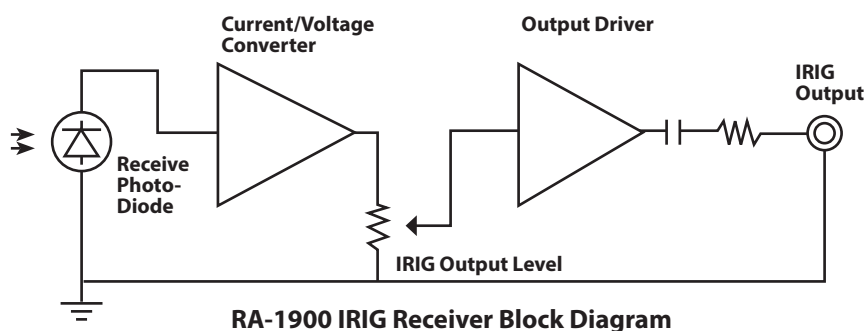 Current/Voltage
Converter
Output Driver
IRIG
Output
Receive
Photo-
Diode
IRIG Output Level
RA-1900 IRIG Receiver Block Diagram